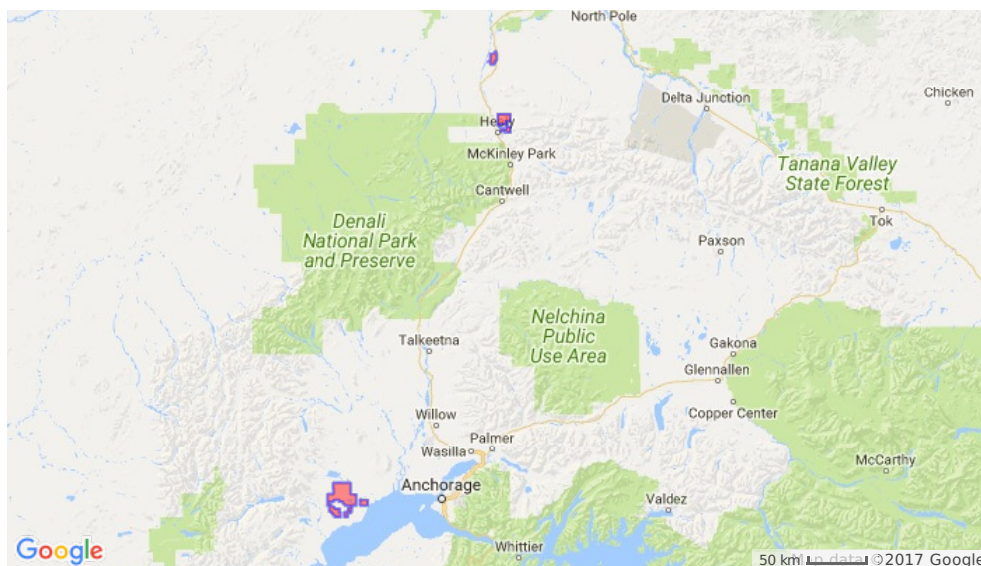 North Pole
Chicken
Delta Junction
Healy
McKinley Park
Tanana Valley
State Forest
Cantwell
Denali
National Park
and Preserve
Tok
Paxson
Nelchina
Public
Use Area
Talkeetna
Gakona
Glennallen
Copper Center
Willow
Palmer
Wasilla
McCarthy
Anchorage
Valdez
Whittier
Google
50 km
Map data ©2017 Google